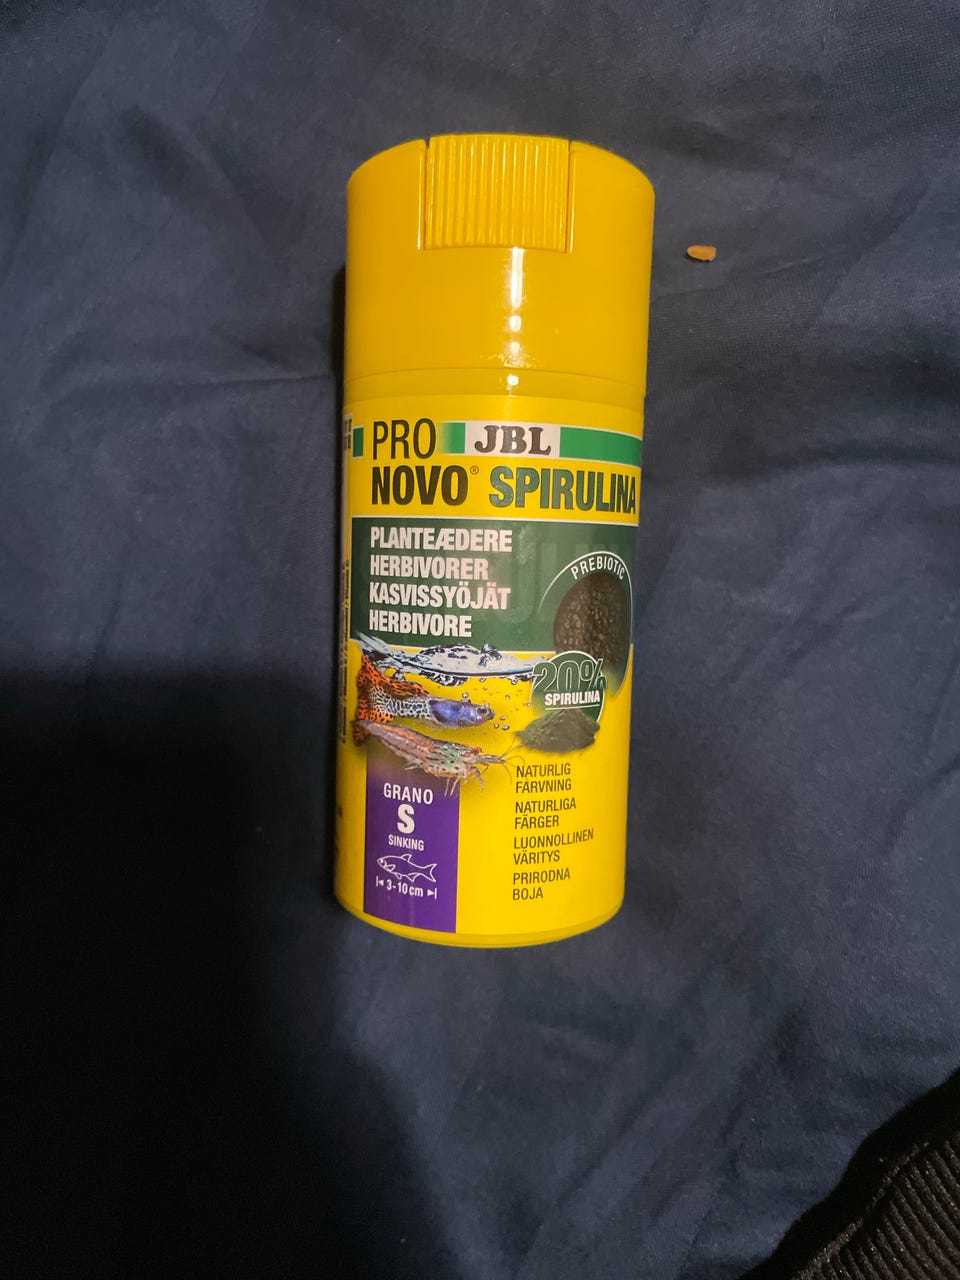 PRO JBL
NOVO® SPIRULINA
PLANTEÆDERE
HERBIVORER
KASVISSYÖJÄT
HERBIVORE
PREBIOTIC
20%
SPIRULINA
GRANO
S
SINKING
3-10 cm
NATURLIG
FARVNING
NATURLIGA
FÄRGER
LUONNOLLINEN
VÄRITYS
PRIRODNA
BOJA